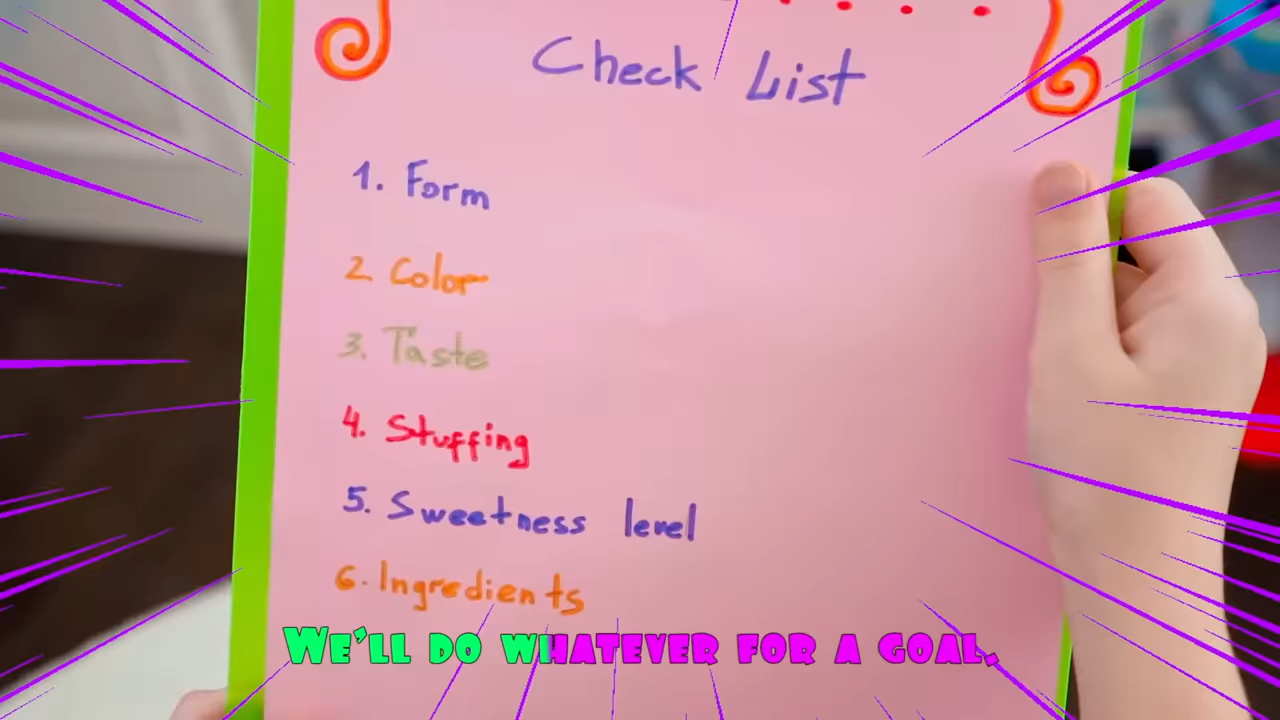 Check List
1. Form
2. Color
3. Taste
4. Stuffing
5. Sweetness level
6. Ingredients
WE'LL DO WHATEVER FOR A GOAL,